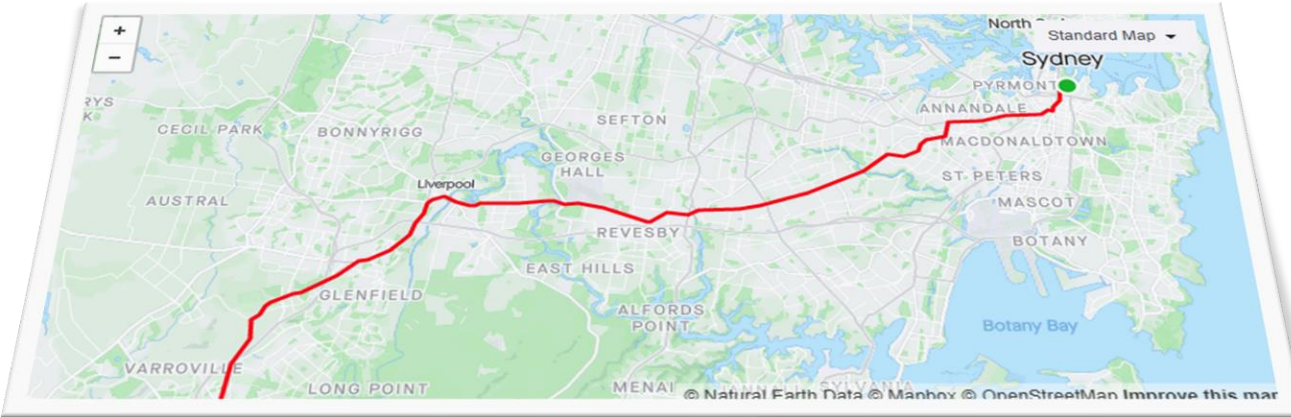 +
−
North
Standard Map
Sydney
PYRMONT
ANNANDALE
RYS
K
CECIL PARK
BONNYRIGG
SEFTON
MACDONALDTOWN
GEORGES
HALL
Liverpool
ST PETERS
AUSTRAL
MASCOT
REVESBY
BOTANY
EAST HILLS
GLENFIELD
ALFORDS
POINT
Botany Bay
VARROVILLE
LONG POINT
MENAI
SYLVANIA
© Natural Earth Data © Mapbox © OpenStreetMap Improve this map